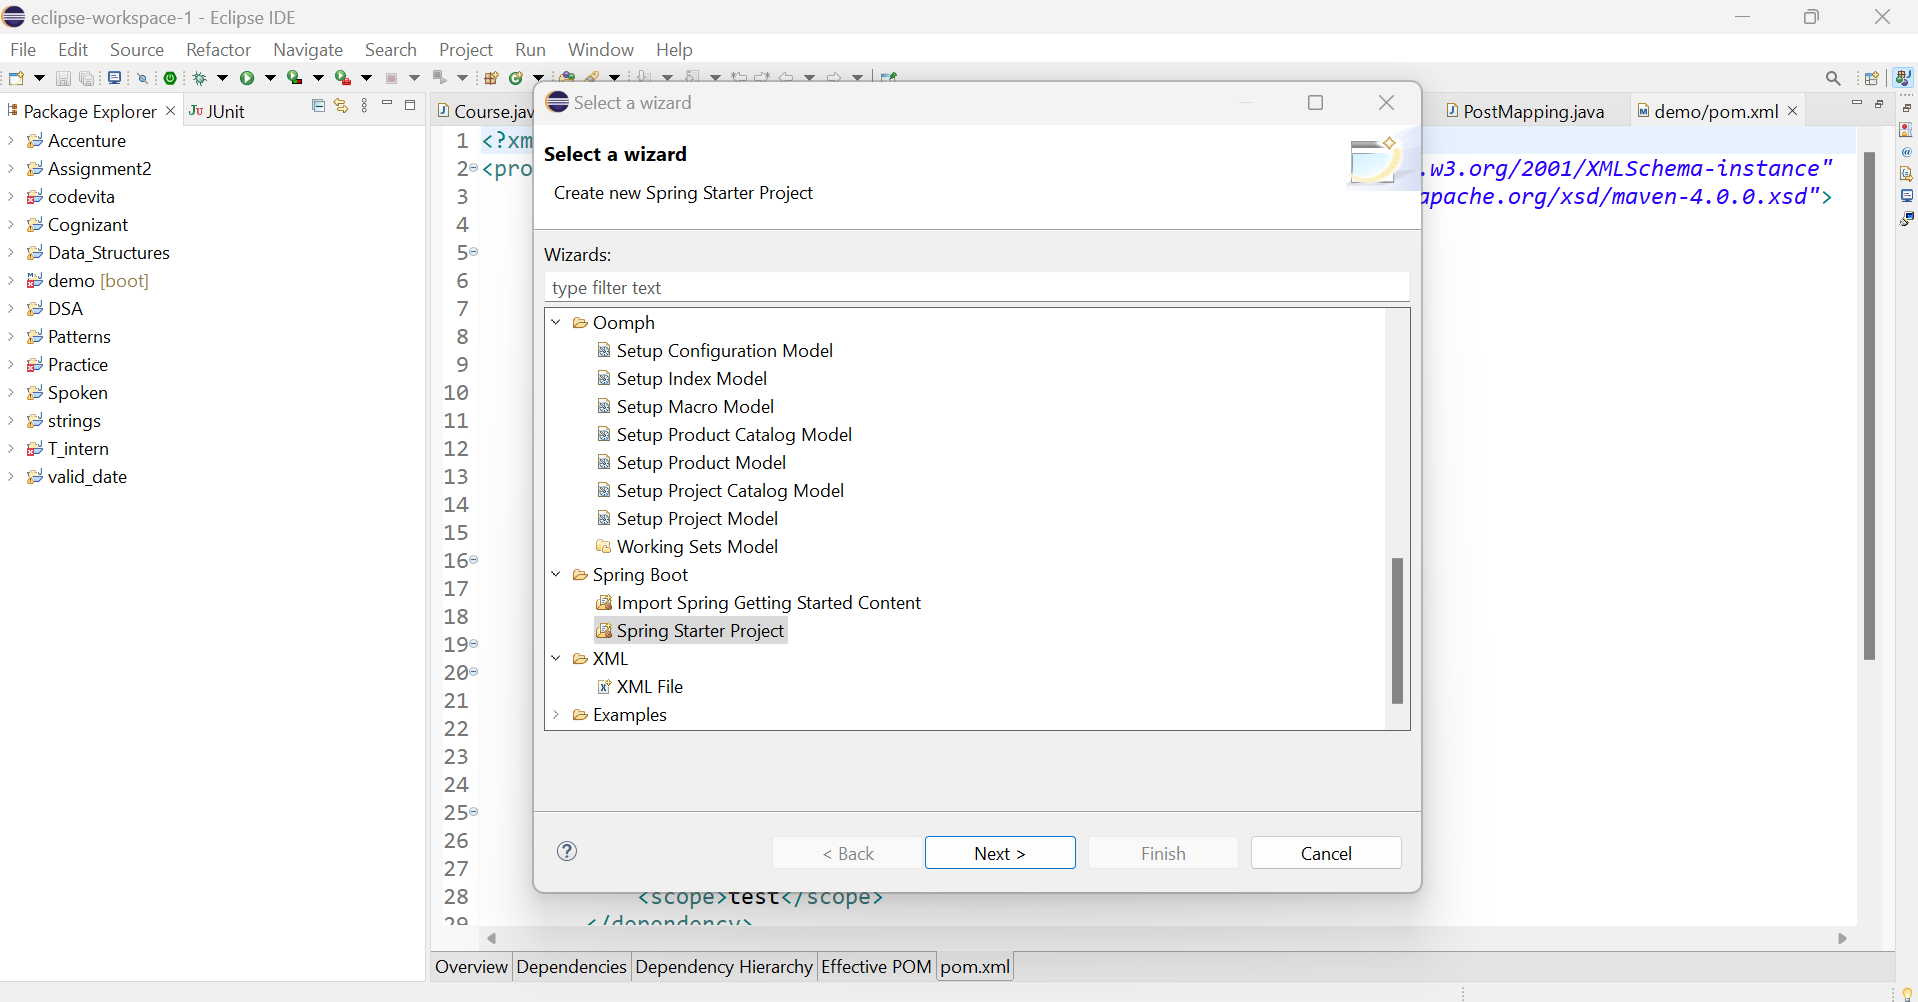 eclipse-workspace-1 - Eclipse IDE
File Edit Source Refactor Navigate Search Project Run Window Help
Package Explorer
JUnit
Accenture
Assignment2
codevita
Cognizant
Data_Structures
demo [boot]
DSA
Patterns
Practice
Spoken
strings
T_intern
valid_date
Course.jav
PostMapping.java
demo/pom.xml
1 <?xm
2 <pro
.w3.org/2001/XMLSchema-instance"
3
apache.org/xsd/maven-4.0.0.xsd">
4
5
6
7
8
9
10
11
12
13
14
15
16
17
18
19
20
21
22
23
24
25
26
27
28 <scope>test</scope>
29 </dependency>
Select a wizard
Select a wizard
Create new Spring Starter Project
Wizards:
type filter text
Oomph
Setup Configuration Model
Setup Index Model
Setup Macro Model
Setup Product Catalog Model
Setup Product Model
Setup Project Catalog Model
Setup Project Model
Working Sets Model
Spring Boot
Import Spring Getting Started Content
Spring Starter Project
XML
XML File
Examples
< Back
Next >
Finish
Cancel
Overview Dependencies Dependency Hierarchy Effective POM pom.xml